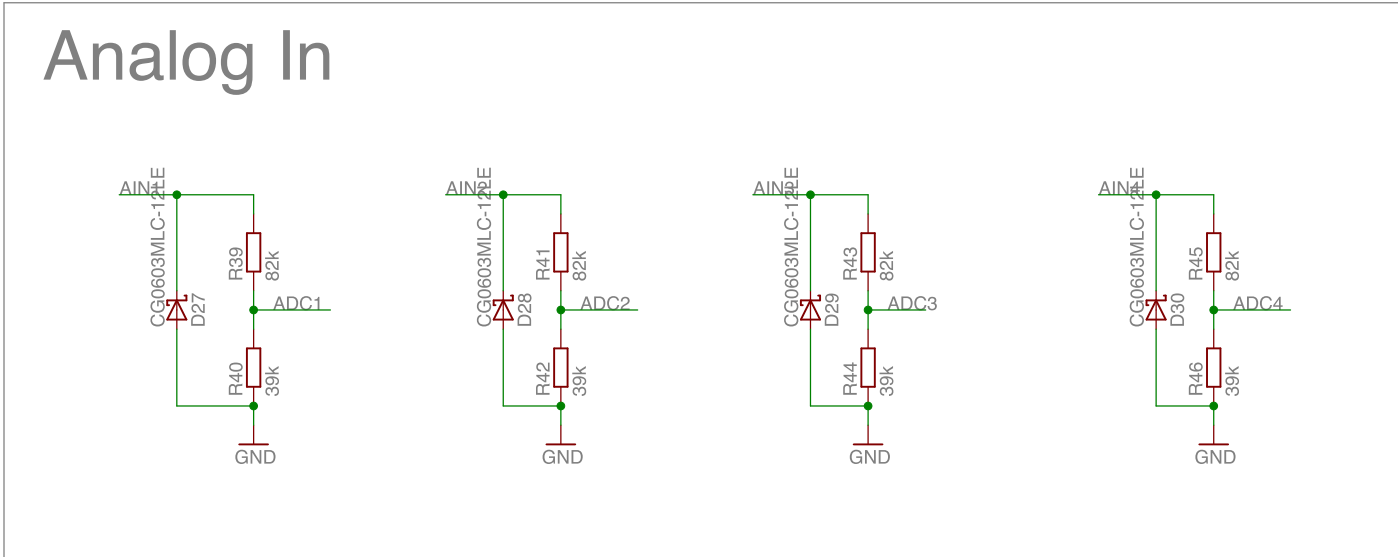 Analog In
AIN1
CG0603MLC-12LE
R39
82k
D27
ADC1
R40
39k
GND
AIN2
CG0603MLC-12LE
R41
82k
D28
ADC2
R42
39k
GND
AIN3
CG0603MLC-12LE
R43
82k
D29
ADC3
R44
39k
GND
AIN4
CG0603MLC-12LE
R45
82k
D30
ADC4
R46
39k
GND